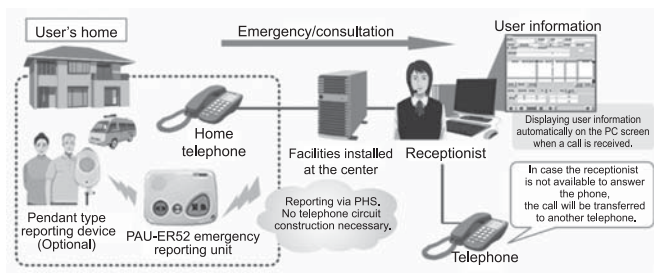 User's home
Emergency/consultation
User information
Displaying user information
automatically on the PC screen
when a call is received.
Home
telephone
Facilities installed
at the center
Receptionist
In case the receptionist
is not available to answer
the phone,
the call will be transferred
to another telephone.
Pendant type
reporting device
(Optional)
PAU-ER52 emergency
reporting unit
Reporting via PHS.
No telephone circuit
construction necessary.
Telephone